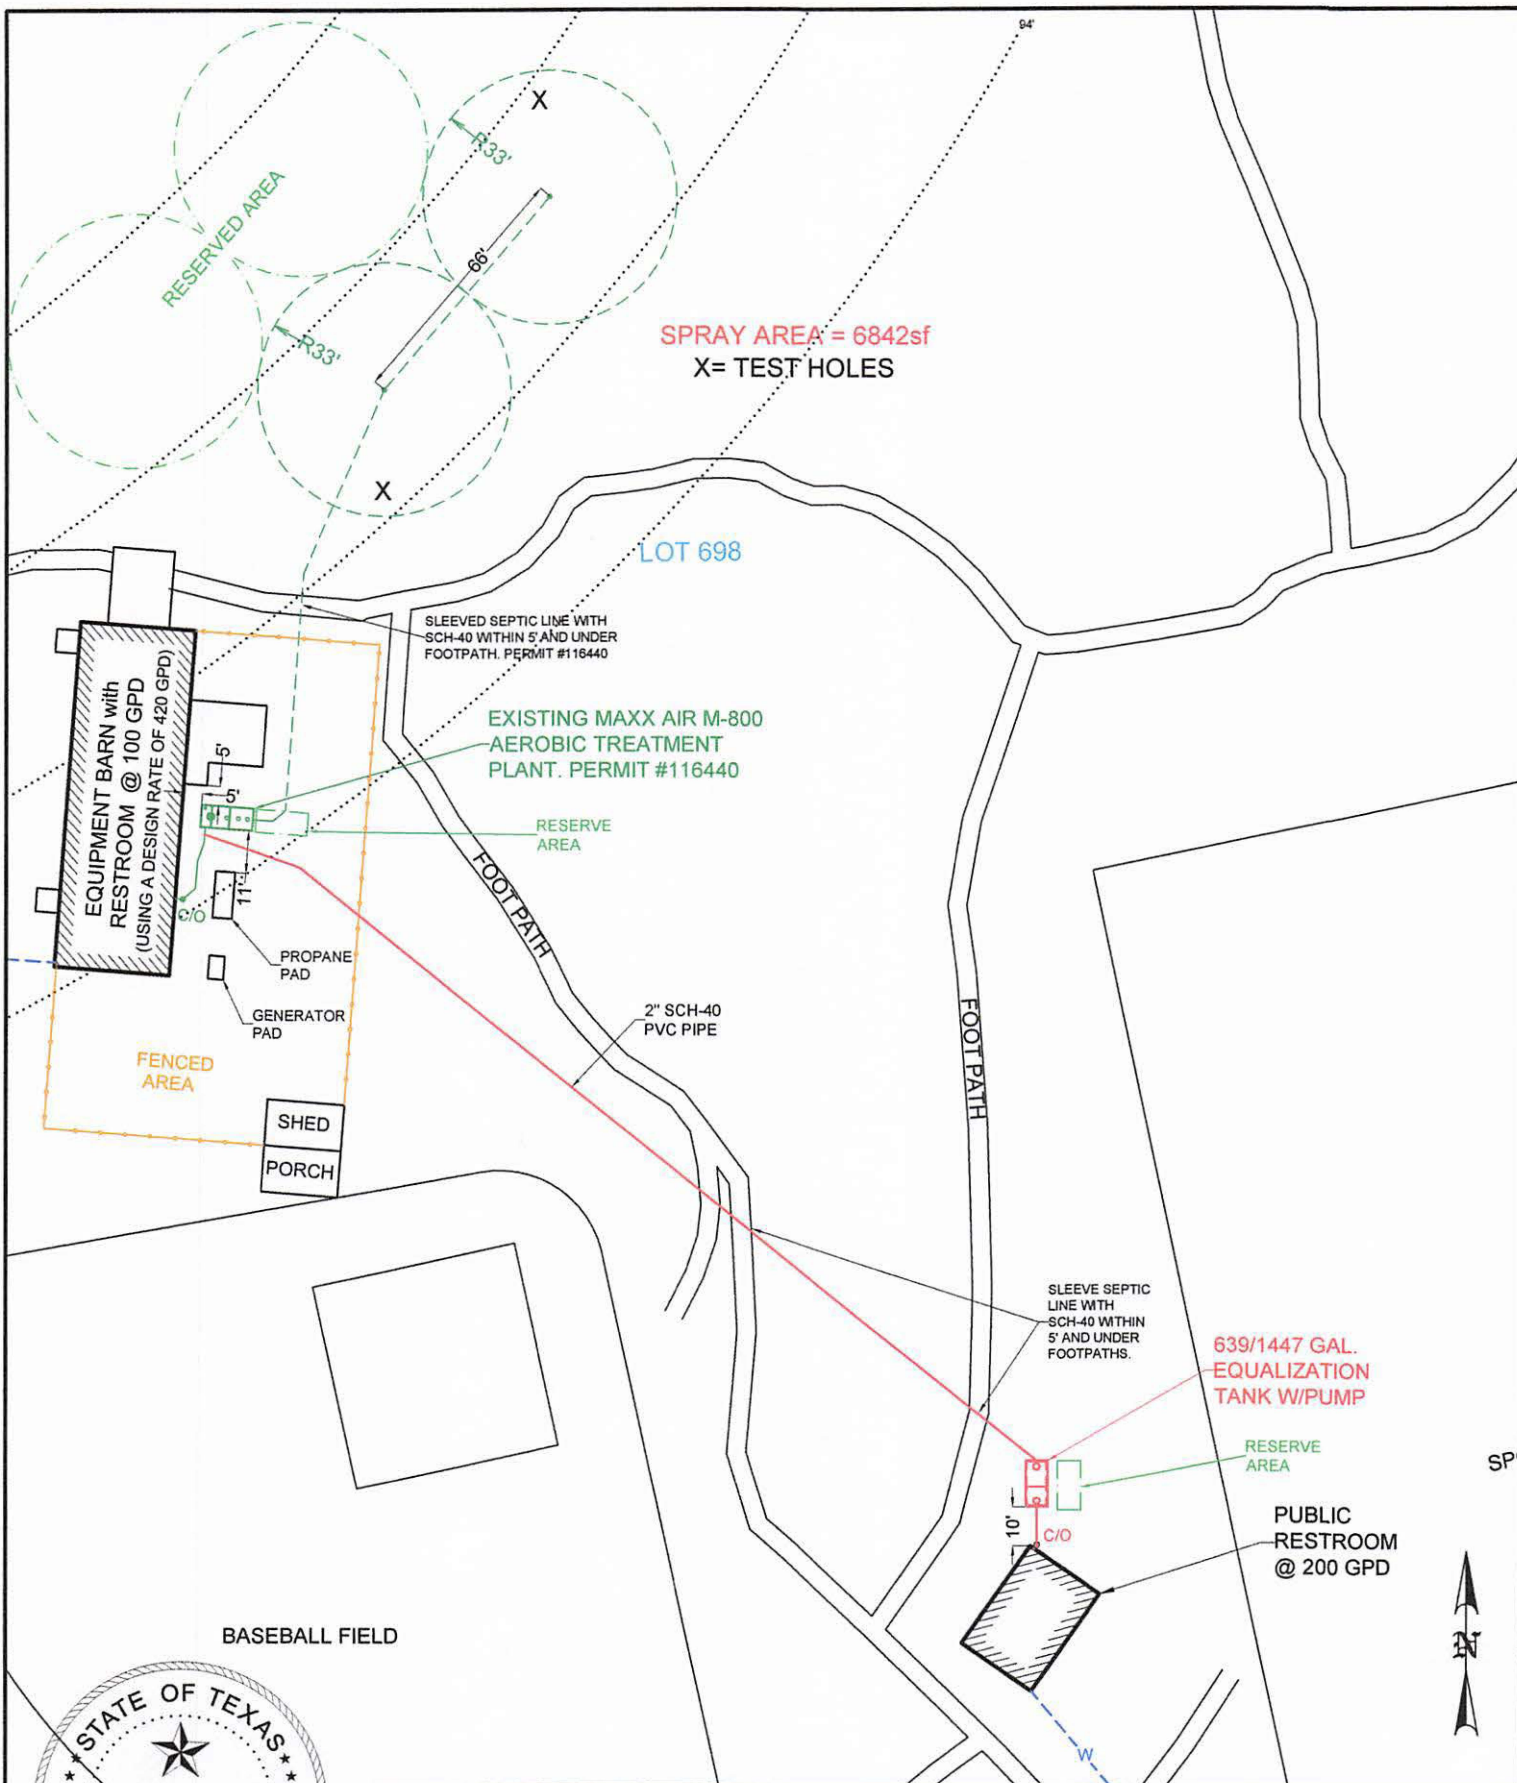 94'
X
R33'
RESERVED AREA
66'
R33'
SPRAY AREA = 6842sf
X= TEST HOLES
X
LOT 698
SLEEVED SEPTIC LINE WITH
SCH-40 WITHIN 5' AND UNDER
FOOTPATH. PERMIT #116440
EQUIPMENT BARN with
RESTROOM @ 100 GPD
(USING A DESIGN RATE OF 420 GPD)
EXISTING MAXX AIR M-800
AEROBIC TREATMENT
PLANT. PERMIT #116440
5'
5'
RESERVE
AREA
11'
C/O
FOOT PATH
PROPANE
PAD
GENERATOR
PAD
2" SCH-40
PVC PIPE
FOOT PATH
FENCED
AREA
SHED
PORCH
SLEEVE SEPTIC
LINE WITH
SCH-40 WITHIN
5' AND UNDER
FOOTPATHS.
639/1447 GAL.
EQUALIZATION
TANK W/PUMP
RESERVE
AREA
10'
C/O
PUBLIC
RESTROOM
@ 200 GPD
N
BASEBALL FIELD
STATE OF TEXAS
W